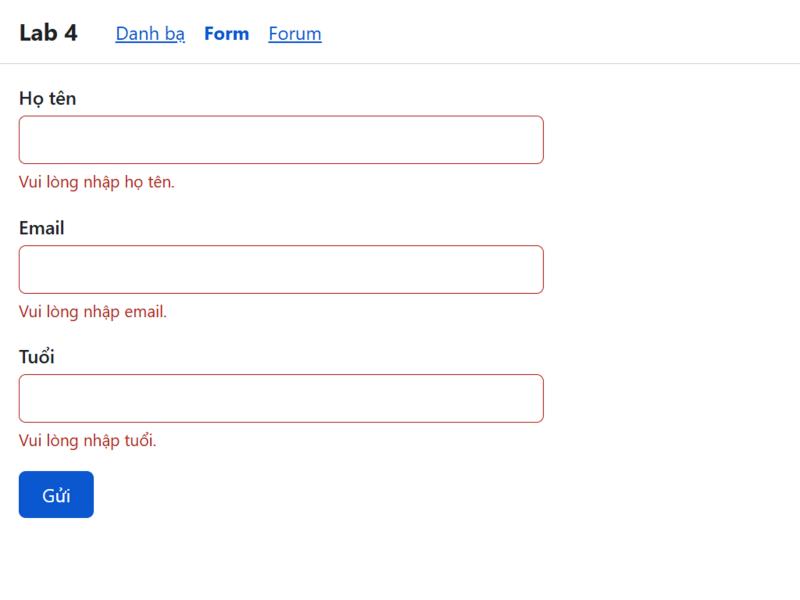 Lab 4 Danh bạ Form Forum
Họ tên
Vui lòng nhập họ tên.
Email
Vui lòng nhập email.
Tuổi
Vui lòng nhập tuổi.
Gửi